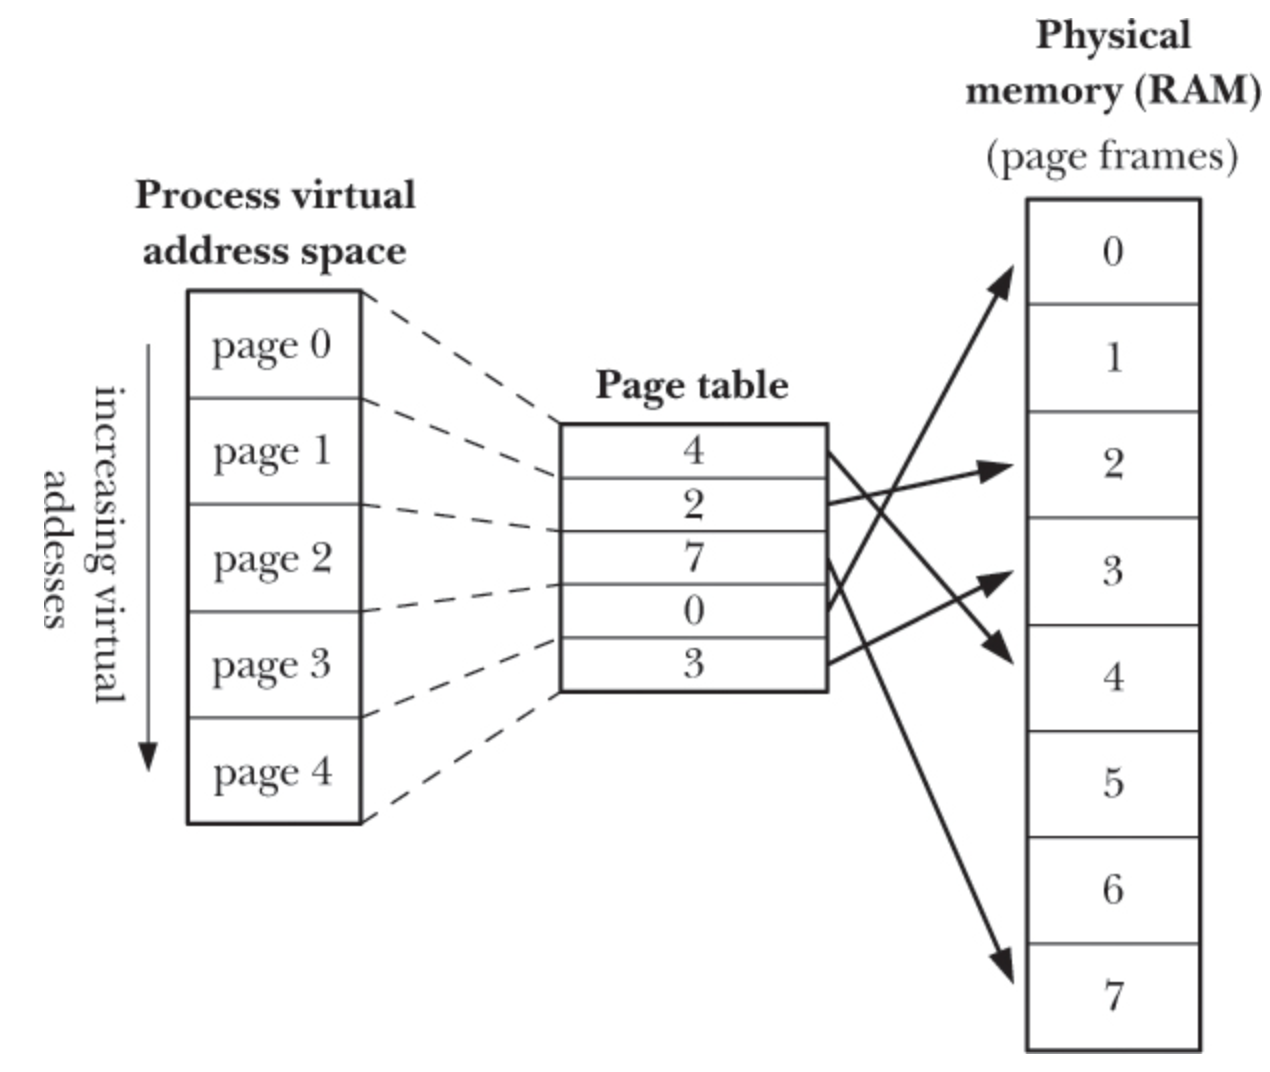 Physical
memory (RAM)
(page frames)
Process virtual
address space
page 0
page 1
page 2
page 3
page 4
increasing virtual
addesses
Page table
4
2
7
0
3
0
1
2
3
4
5
6
7